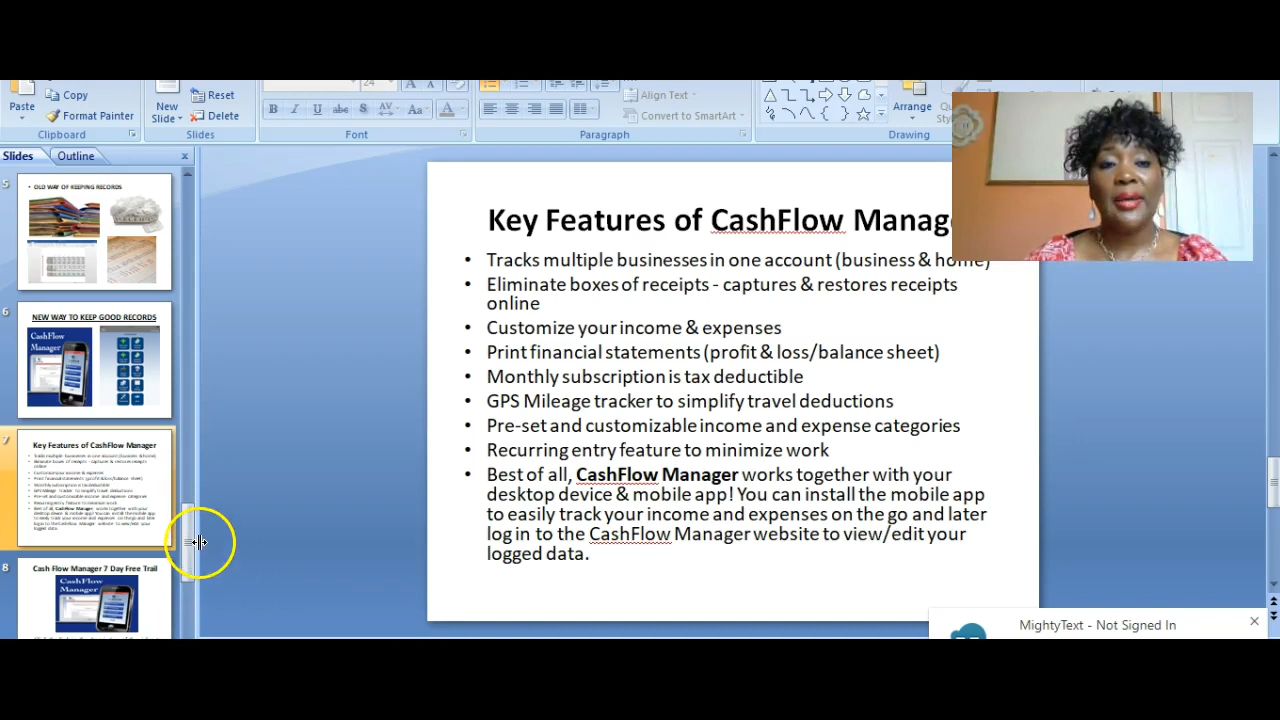 Copy
Format Painter
Paste
Clipboard
New
Slide
Reset
Delete
Slides
24
Font
Align Text
Convert to SmartArt
Paragraph
Arrange
Drawing
Slides
Outline
5
• OLD WAY OF KEEPING RECORDS
6
NEW WAY TO KEEP GOOD RECORDS
CashFlow
Manager
7
Key Features of CashFlow Manager
8
Cash Flow Manager 7 Day Free Trail
CashFlow
Manager
Key Features of CashFlow Manage
• Tracks multiple businesses in one account (business & home)
• Eliminate boxes of receipts - captures & restores receipts
online
• Customize your income & expenses
• Print financial statements (profit & loss/balance sheet)
• Monthly subscription is tax deductible
• GPS Mileage tracker to simplify travel deductions
• Pre-set and customizable income and expense categories
• Recurring entry feature to minimize work
• Best of all, CashFlow Manager works together with your
desktop device & mobile app! You can install the mobile app
to easily track your income and expenses on the go and later
log in to the CashFlow Manager website to view/edit your
logged data.
MightyText - Not Signed In